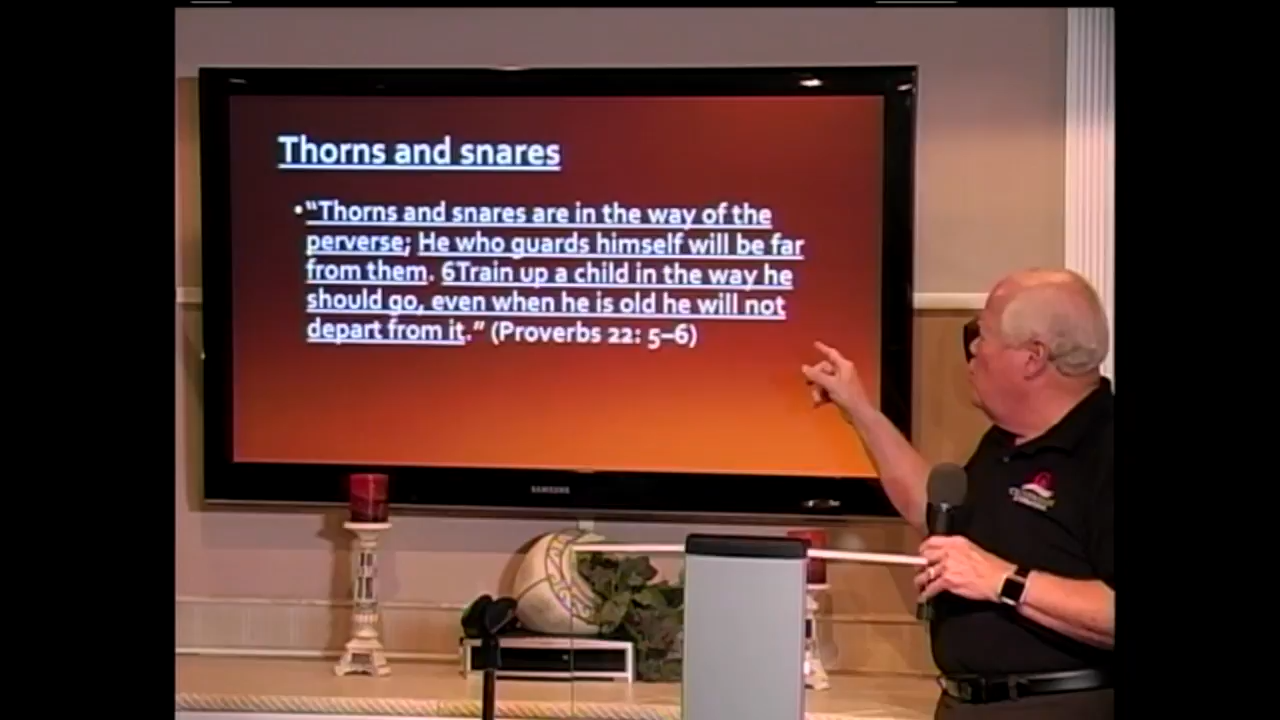 Thorns and snares
•“Thorns and snares are in the way of the
perverse; He who guards himself will be far
from them. 6Train up a child in the way he
should go, even when he is old he will not
depart from it.” (Proverbs 22: 5–6)
SAMSUNG